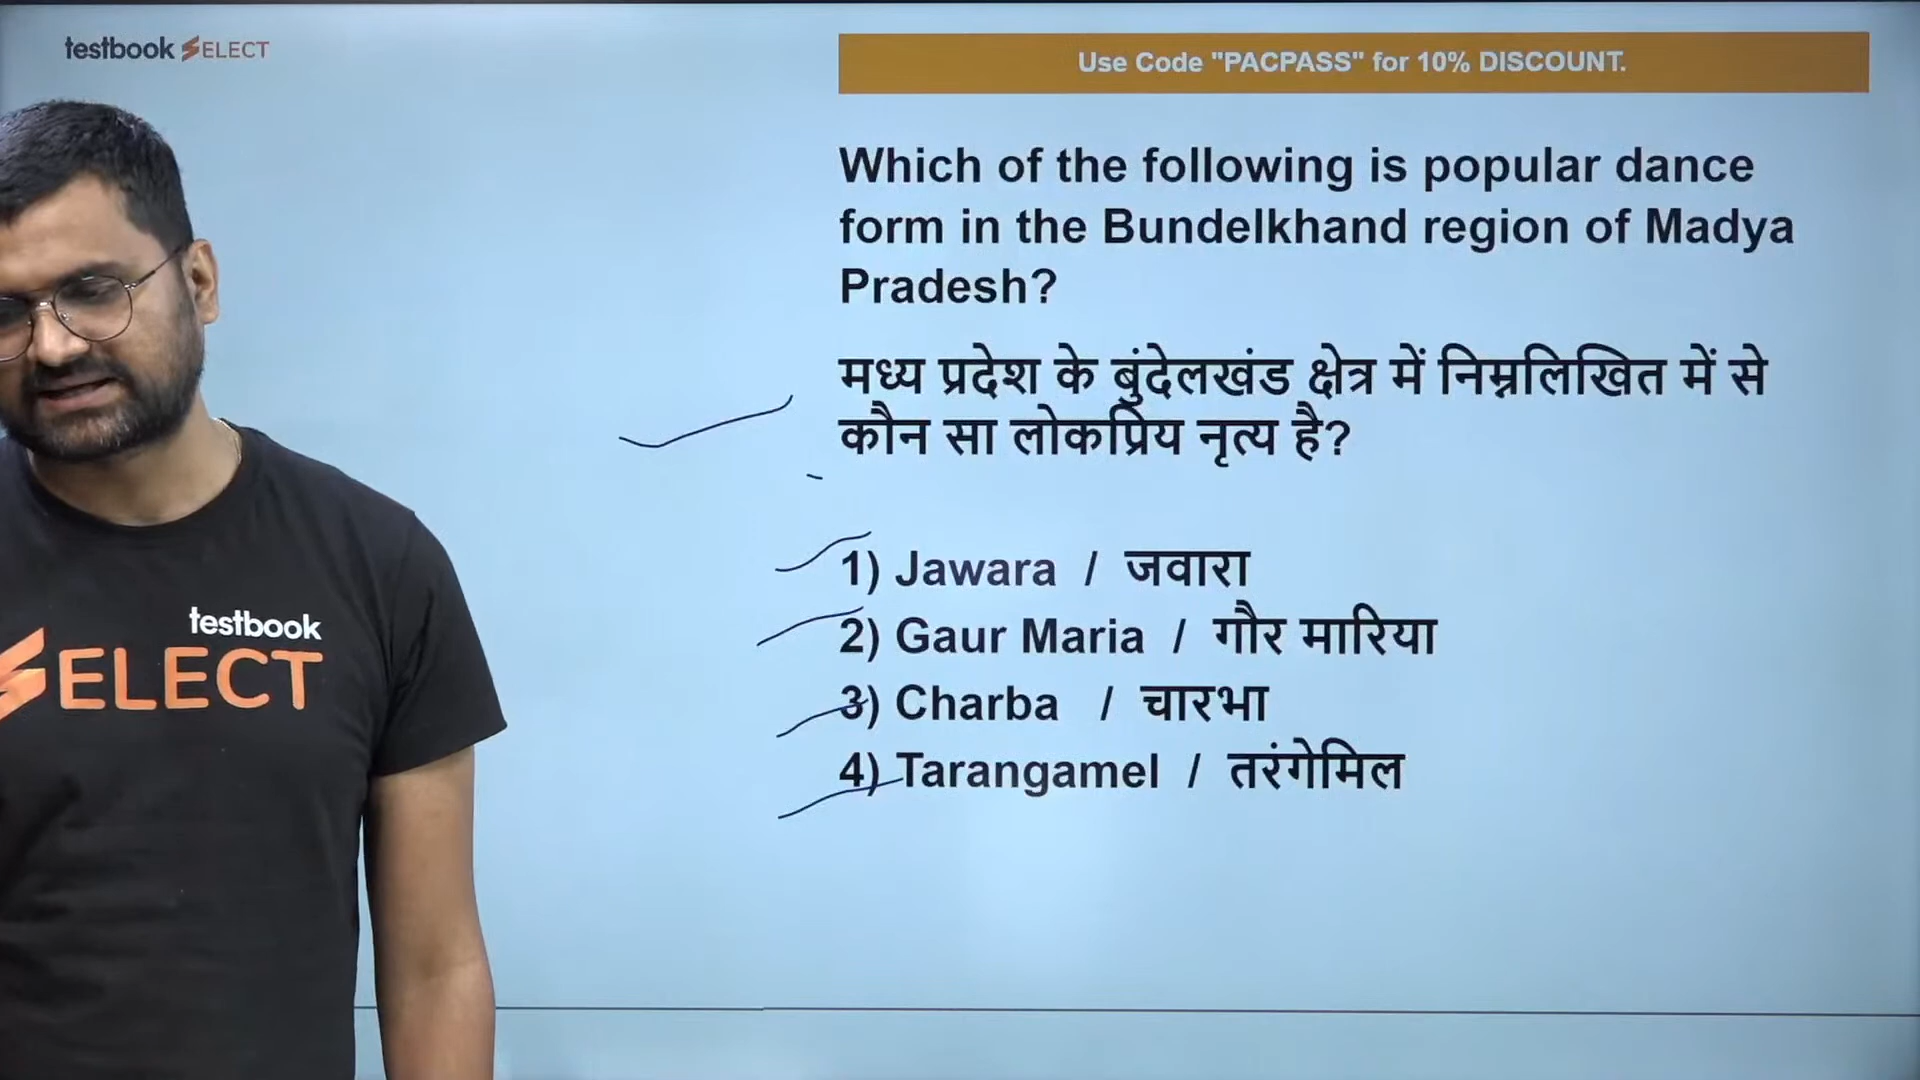 testbook SELECT
Use Code "PACPASS" for 10% DISCOUNT.
Which of the following is popular dance
form in the Bundelkhand region of Madya
Pradesh?
मध्य प्रदेश के बुंदेलखंड क्षेत्र में निम्नलिखित में से
कौन सा लोकप्रिय नृत्य है?
1) Jawara / जवारा
2) Gaur Maria / गौर मारिया
3) Charba / चारभा
4) Tarangamel / तरंगेमिल
testbook
SELECT